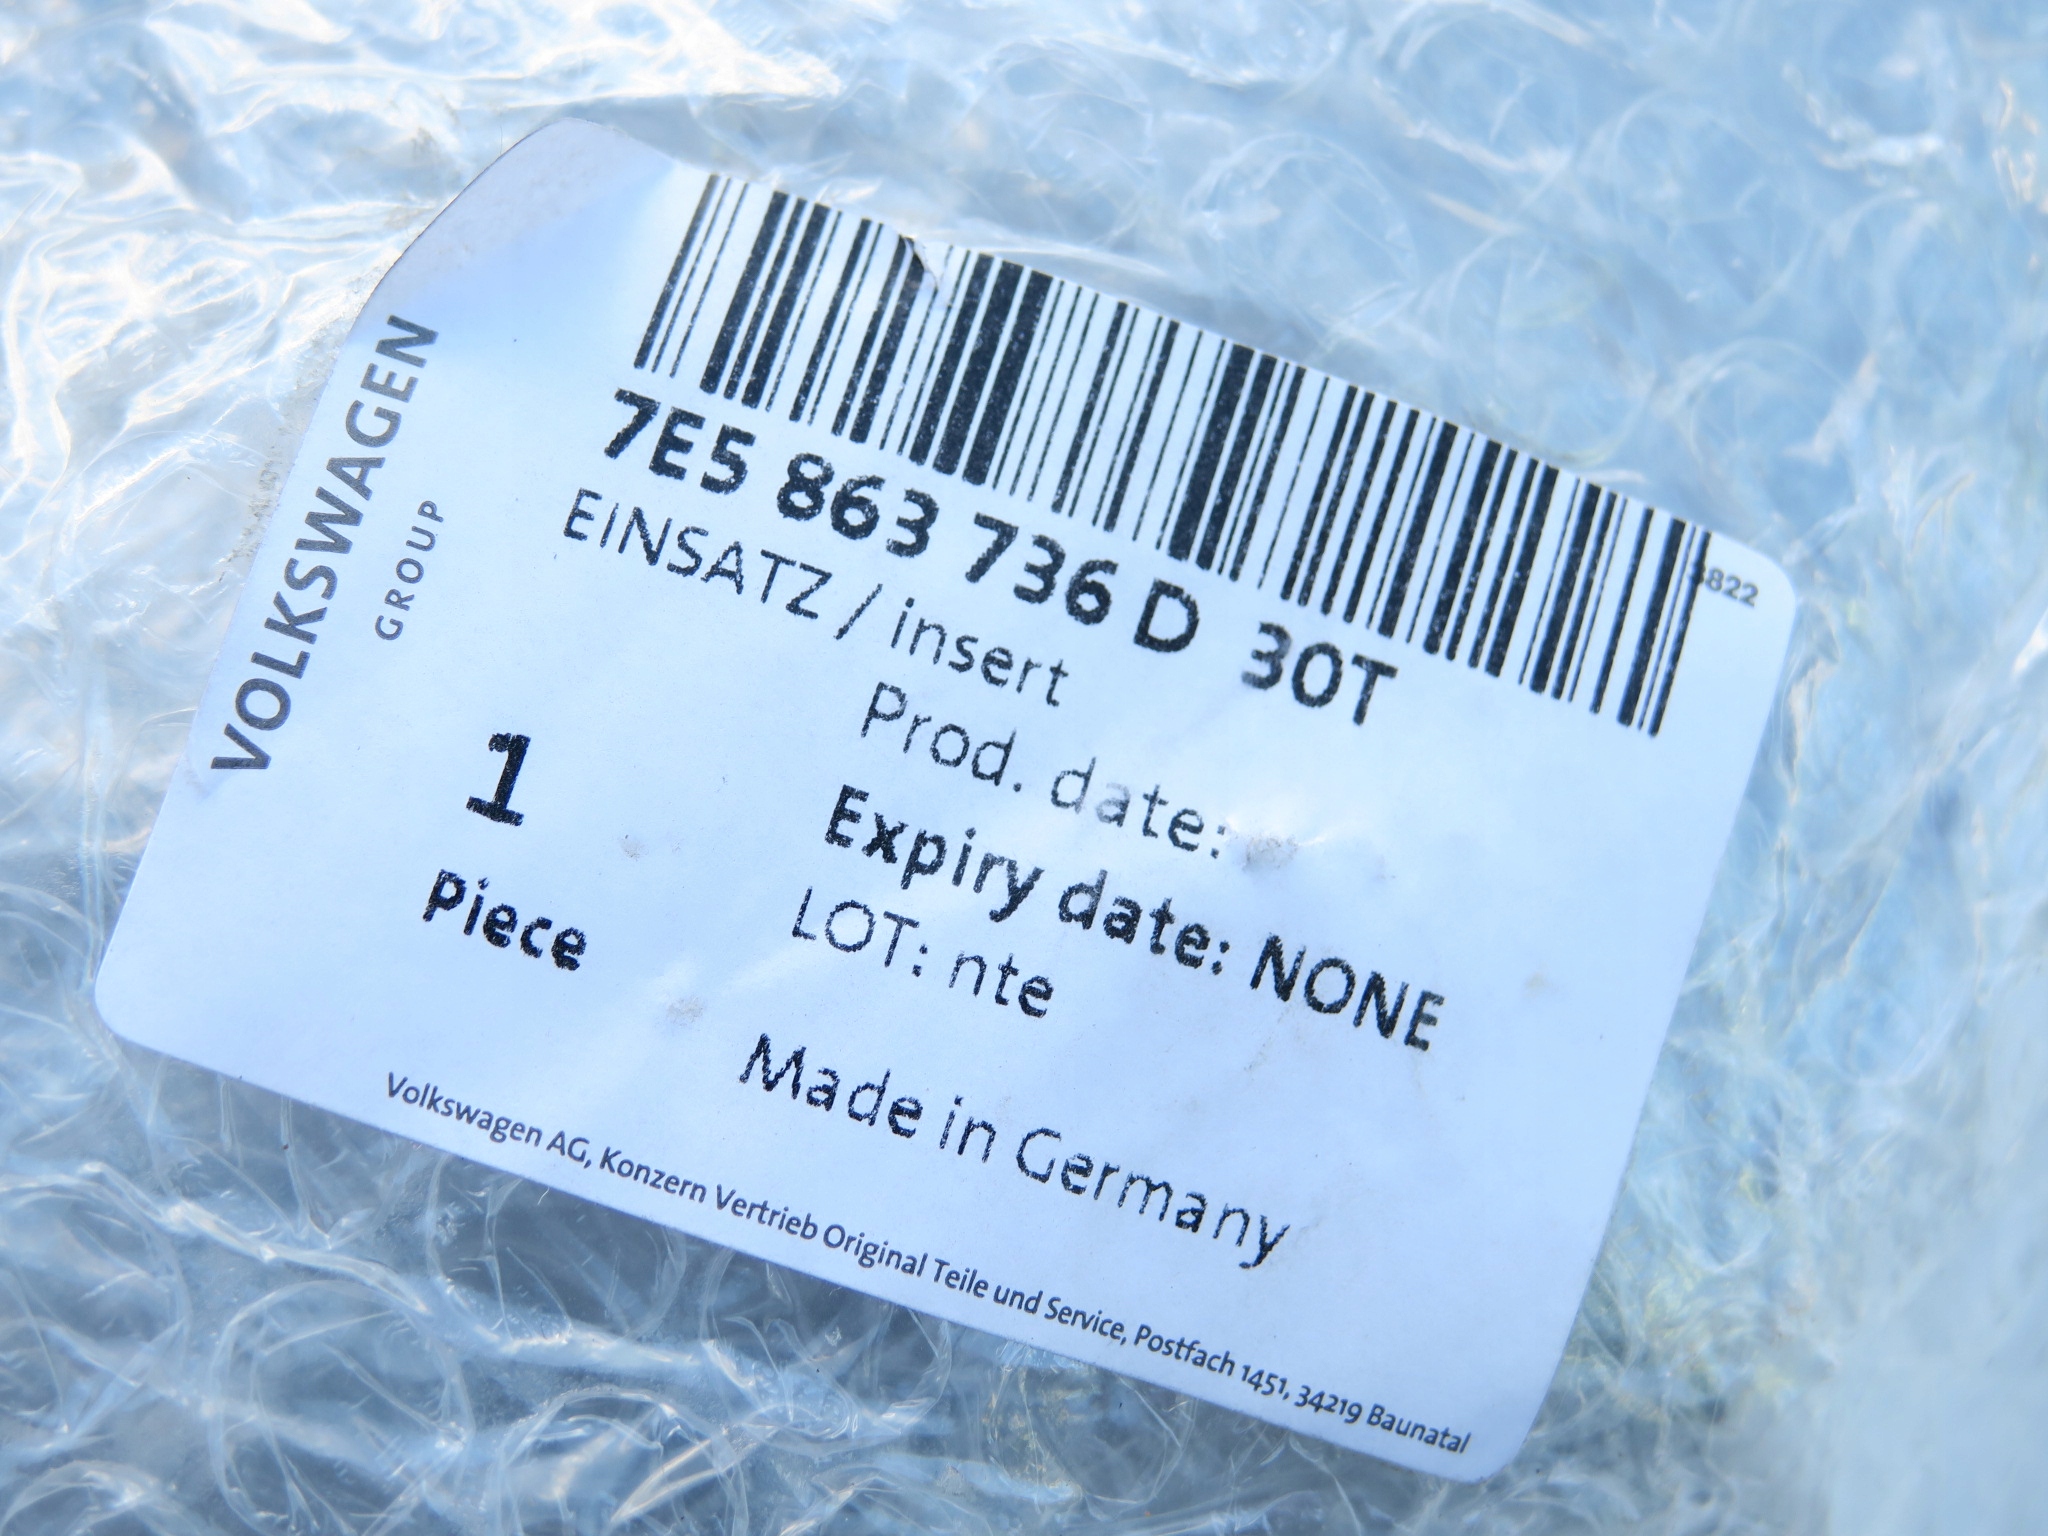 VOLKSWAGEN
GROUP
7E5 863 736 D 30T
EINSATZ / insert
Prod. date:
Expiry date: NONE
LOT: nte
1
Piece
Made in Germany
Volkswagen AG, Konzern Vertrieb Original Teile und Service, Postfach 1451, 34219 Baunatal